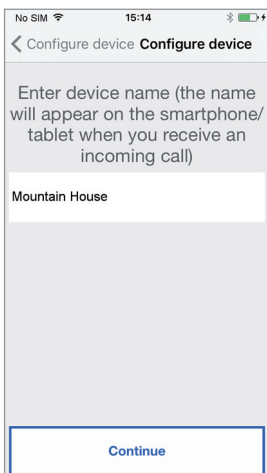 No SIM 15:14
Configure device Configure device
Enter device name (the name
will appear on the smartphone/
tablet when you receive an
incoming call)
Mountain House
Continue